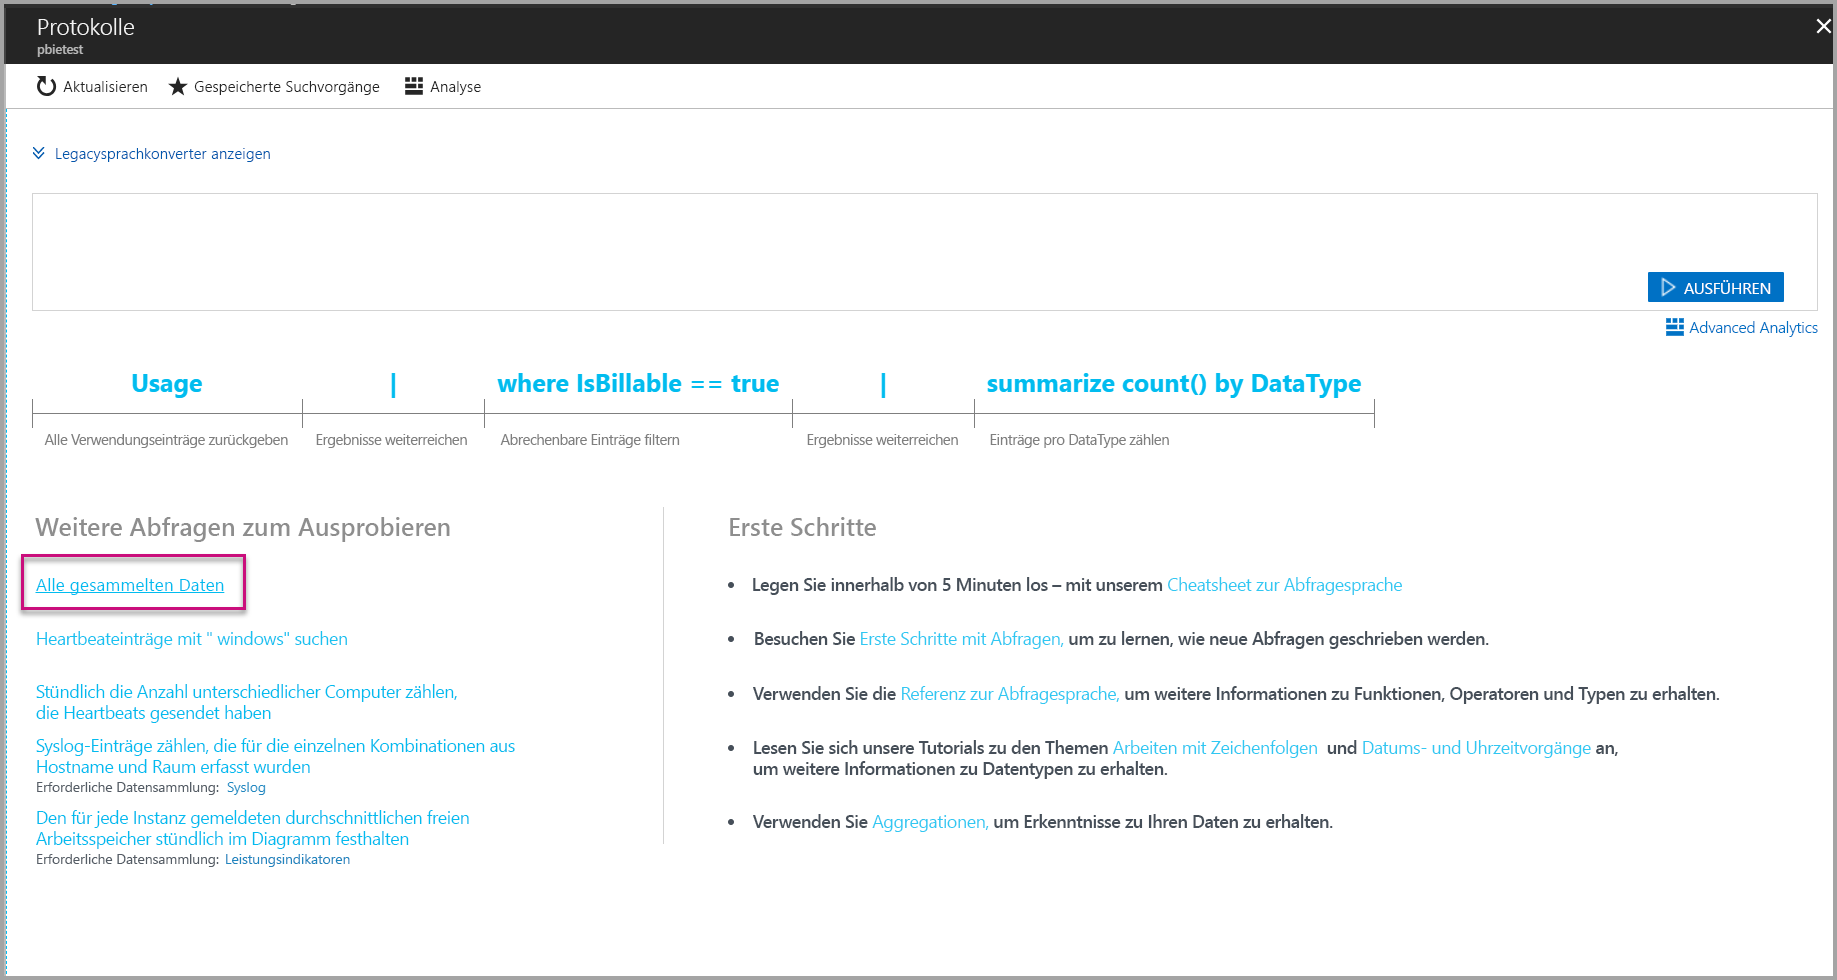 Protokolle
pbietest
Aktualisieren
Gespeicherte Suchvorgänge
Analyse
Legacysprachkonverter anzeigen
AUSFÜHREN
Advanced Analytics
Usage | where IsBillable == true | summarize count() by DataType
Alle Verwendungseinträge zurückgeben
Ergebnisse weiterreichen
Abrechenbare Einträge filtern
Ergebnisse weiterreichen
Einträge pro DataType zählen
Weitere Abfragen zum Ausprobieren
Alle gesammelten Daten
Heartbeateinträge mit " windows" suchen
Stündlich die Anzahl unterschiedlicher Computer zählen,
die Heartbeats gesendet haben
Syslog-Einträge zählen, die für die einzelnen Kombinationen aus
Hostname und Raum erfasst wurden
Erforderliche Datensammlung: Syslog
Den für jede Instanz gemeldeten durchschnittlichen freien
Arbeitsspeicher stündlich im Diagramm festhalten
Erforderliche Datensammlung: Leistungsindikatoren
Erste Schritte
• Legen Sie innerhalb von 5 Minuten los – mit unserem Cheatsheet zur Abfragesprache
• Besuchen Sie Erste Schritte mit Abfragen, um zu lernen, wie neue Abfragen geschrieben werden.
• Verwenden Sie die Referenz zur Abfragesprache, um weitere Informationen zu Funktionen, Operatoren und Typen zu erhalten.
• Lesen Sie sich unsere Tutorials zu den Themen Arbeiten mit Zeichenfolgen und Datums- und Uhrzeitvorgänge an,
um weitere Informationen zu Datentypen zu erhalten.
• Verwenden Sie Aggregationen, um Erkenntnisse zu Ihren Daten zu erhalten.